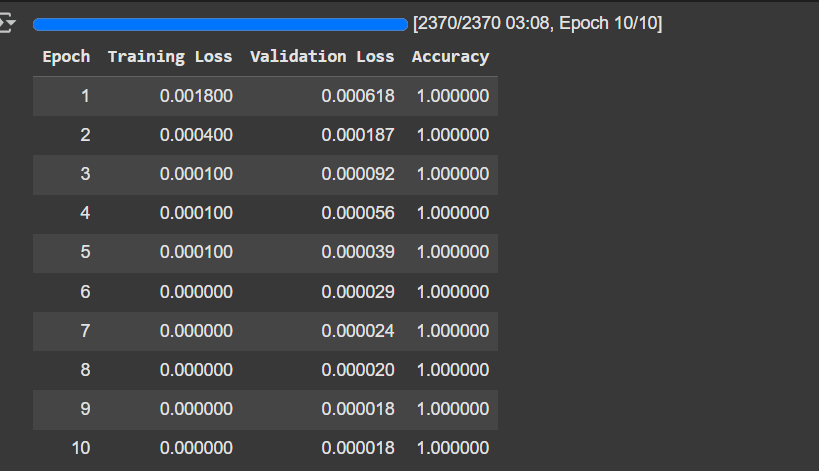 [2370/2370 03:08, Epoch 10/10]
Epoch Training Loss Validation Loss Accuracy
1 0.001800 0.000618 1.000000
2 0.000400 0.000187 1.000000
3 0.000100 0.000092 1.000000
4 0.000100 0.000056 1.000000
5 0.000100 0.000039 1.000000
6 0.000000 0.000029 1.000000
7 0.000000 0.000024 1.000000
8 0.000000 0.000020 1.000000
9 0.000000 0.000018 1.000000
10 0.000000 0.000018 1.000000